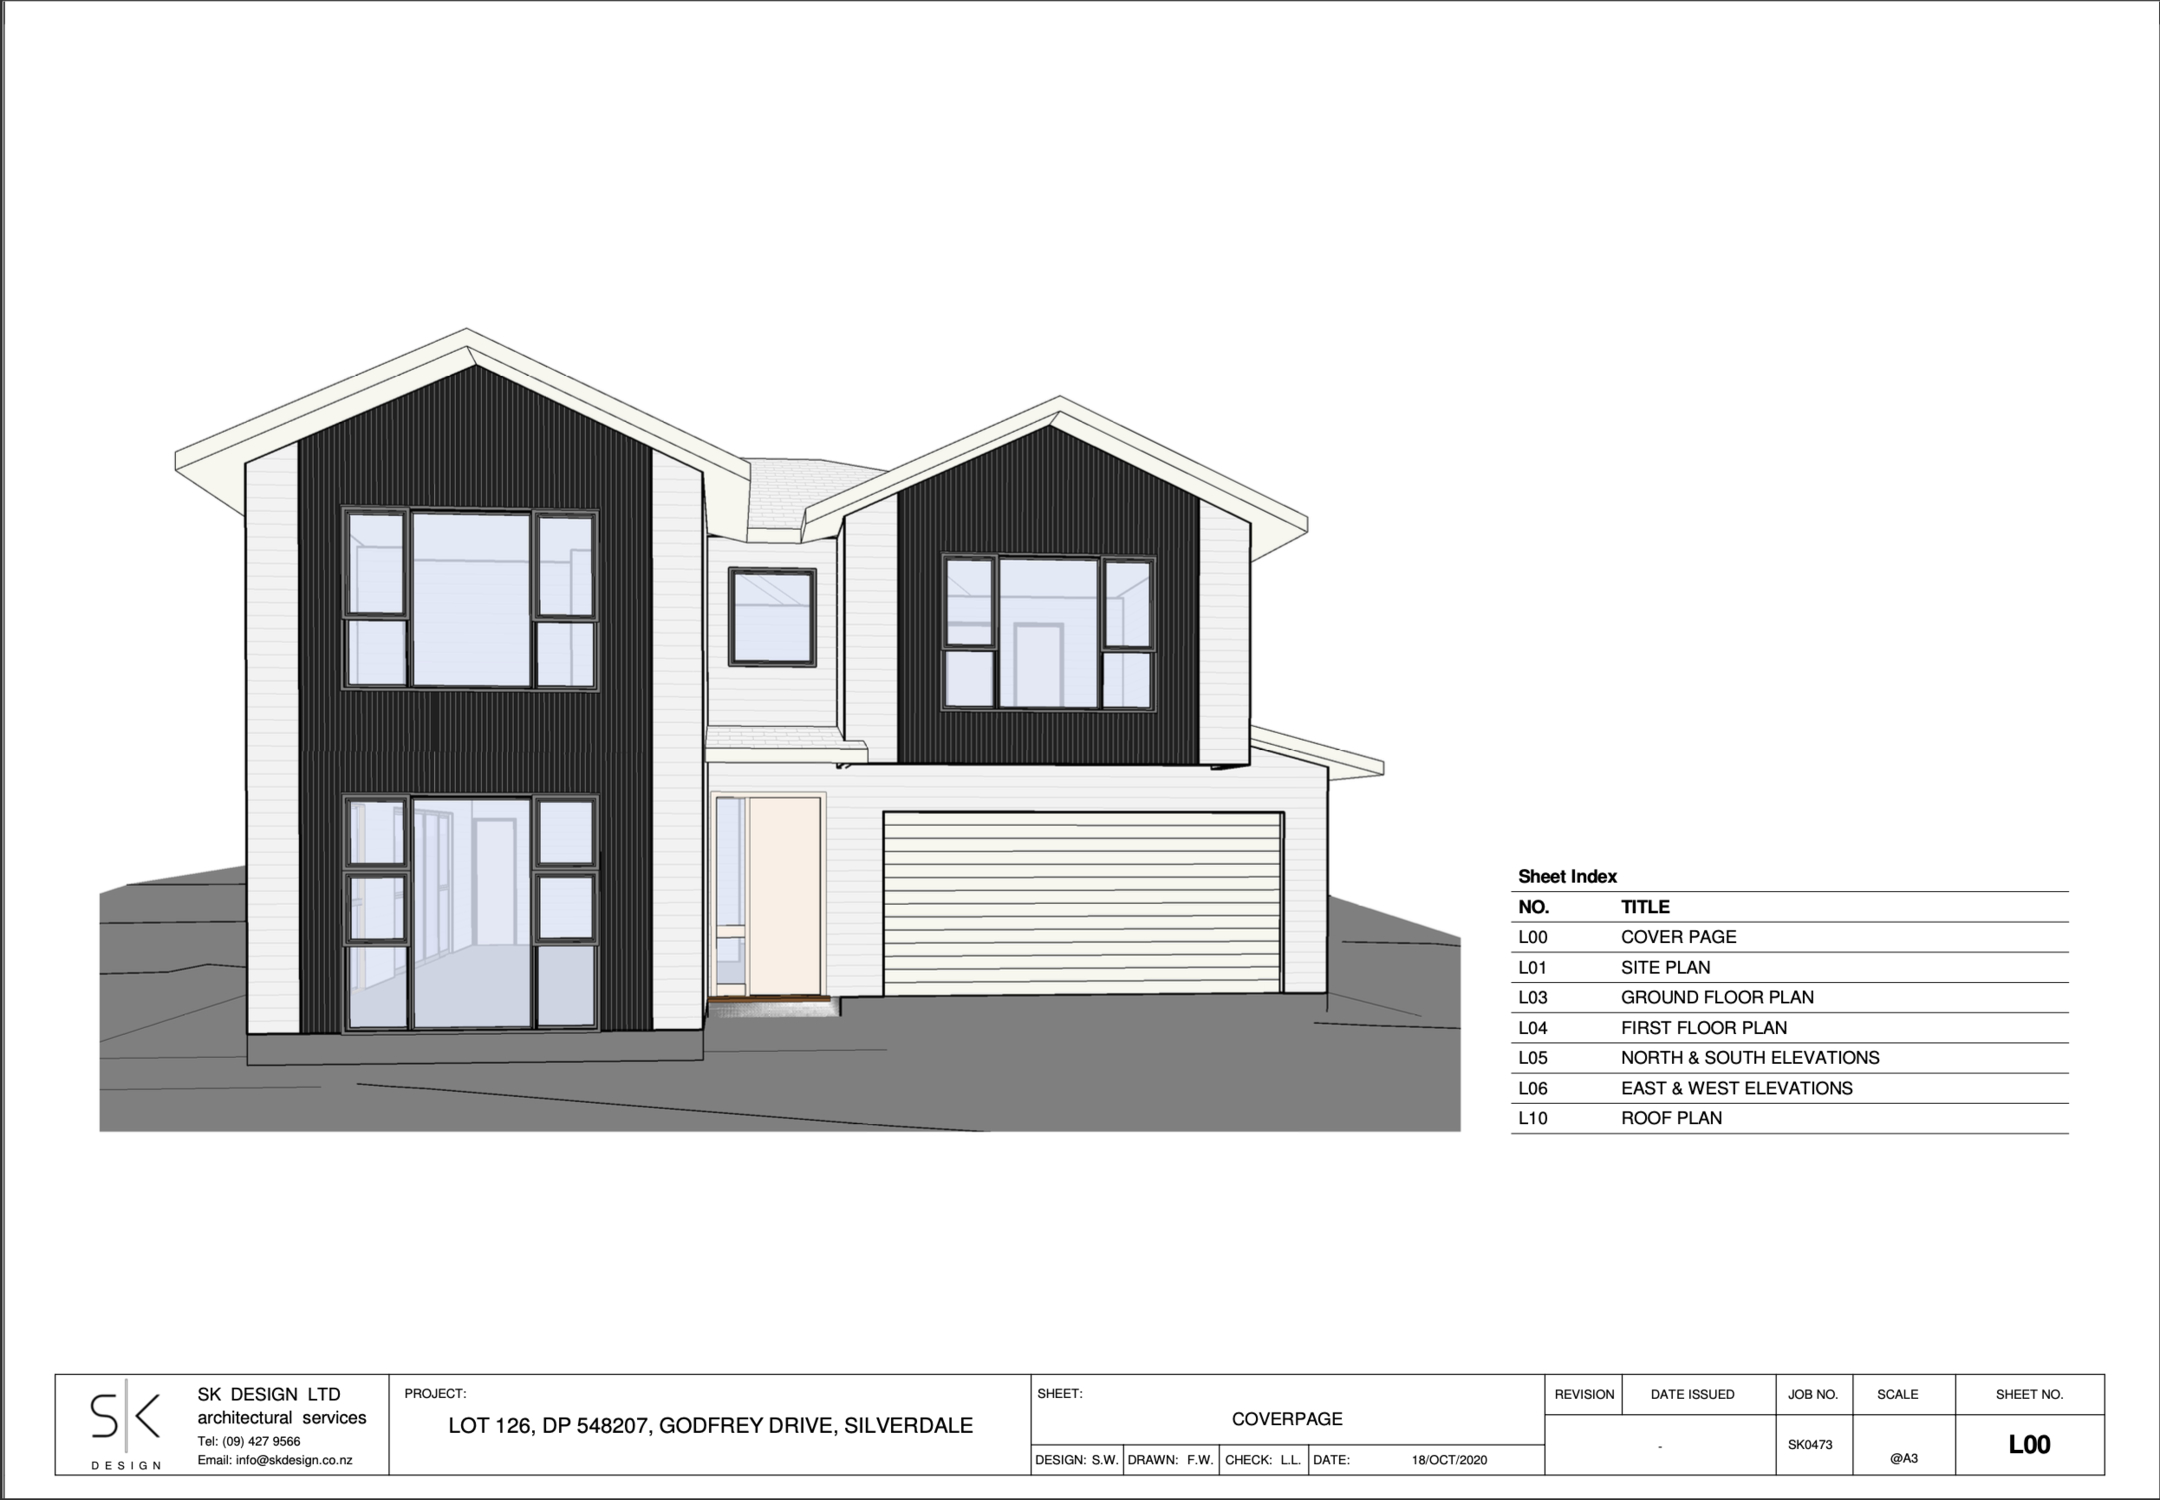 Sheet Index
NO. TITLE
L00 COVER PAGE
L01 SITE PLAN
L03 GROUND FLOOR PLAN
L04 FIRST FLOOR PLAN
L05 NORTH & SOUTH ELEVATIONS
L06 EAST & WEST ELEVATIONS
L10 ROOF PLAN
SK
DESIGN
SK DESIGN LTD
architectural services
Tel: (09) 427 9566
Email: info@skdesign.co.nz
PROJECT:
LOT 126, DP 548207, GODFREY DRIVE, SILVERDALE
SHEET:
COVERPAGE
DESIGN: S.W. DRAWN: F.W. CHECK: L.L. DATE: 18/OCT/2020
REVISION DATE ISSUED JOB NO. SCALE SHEET NO.
- SK0473 @A3 L00